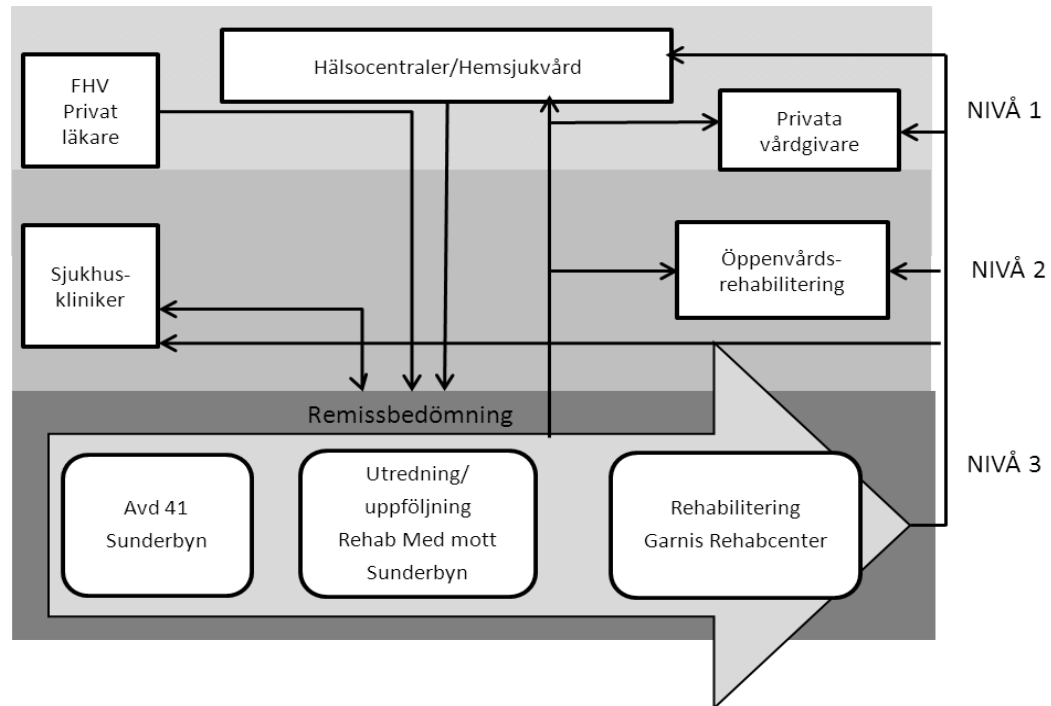 Hälsocentraler/Hemsjukvård
FHV
Privat
läkare
Privata
vårdgivare
NIVÅ 1
Sjukhus-
kliniker
Öppenvårds-
rehabilitering
NIVÅ 2
Remissbedömning
Avd 41
Sunderbyn
Utredning/
uppföljning
Rehab Med mott
Sunderbyn
Rehabilitering
Garnis Rehabcenter
NIVÅ 3